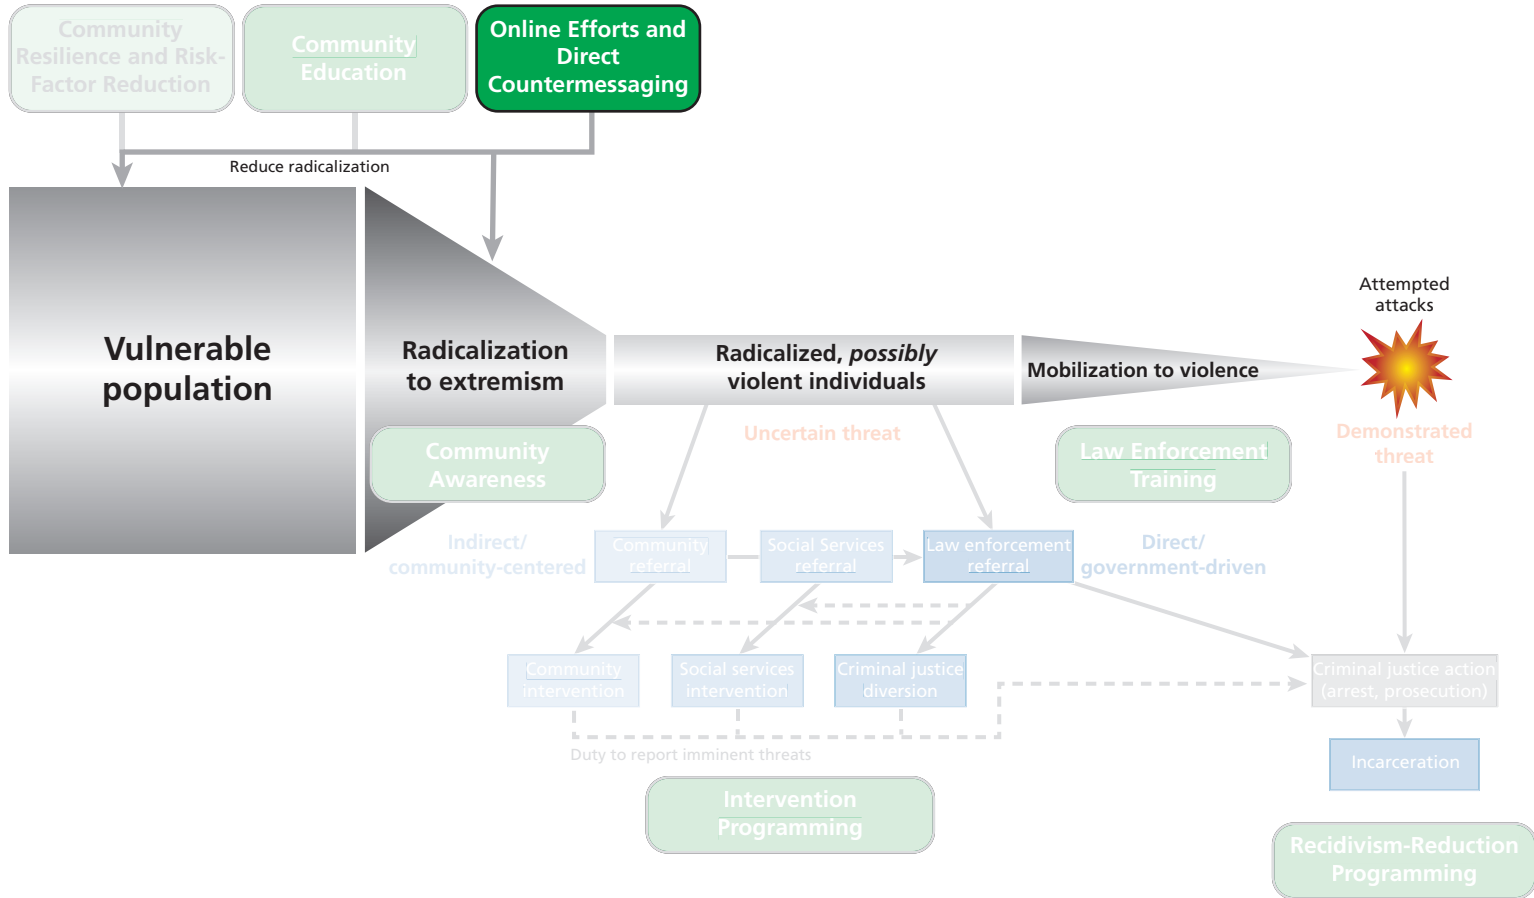 Community
Resilience and Risk-
Factor Reduction
Community
Education
Online Efforts and
Direct
Countermessaging
Reduce radicalization
Vulnerable
population
Radicalization
to extremism
Radicalized, possibly
violent individuals
Mobilization to violence
Attempted
attacks
Uncertain threat
Demonstrated
threat
Community
Awareness
Law Enforcement
Training
Indirect/
community-centered
Community
referral
Social Services
referral
Law enforcement
referral
Direct/
government-driven
Community
intervention
Social services
intervention
Criminal justice
diversion
Criminal justice action
(arrest, prosecution)
Duty to report imminent threats
Incarceration
Intervention
Programming
Recidivism-Reduction
Programming